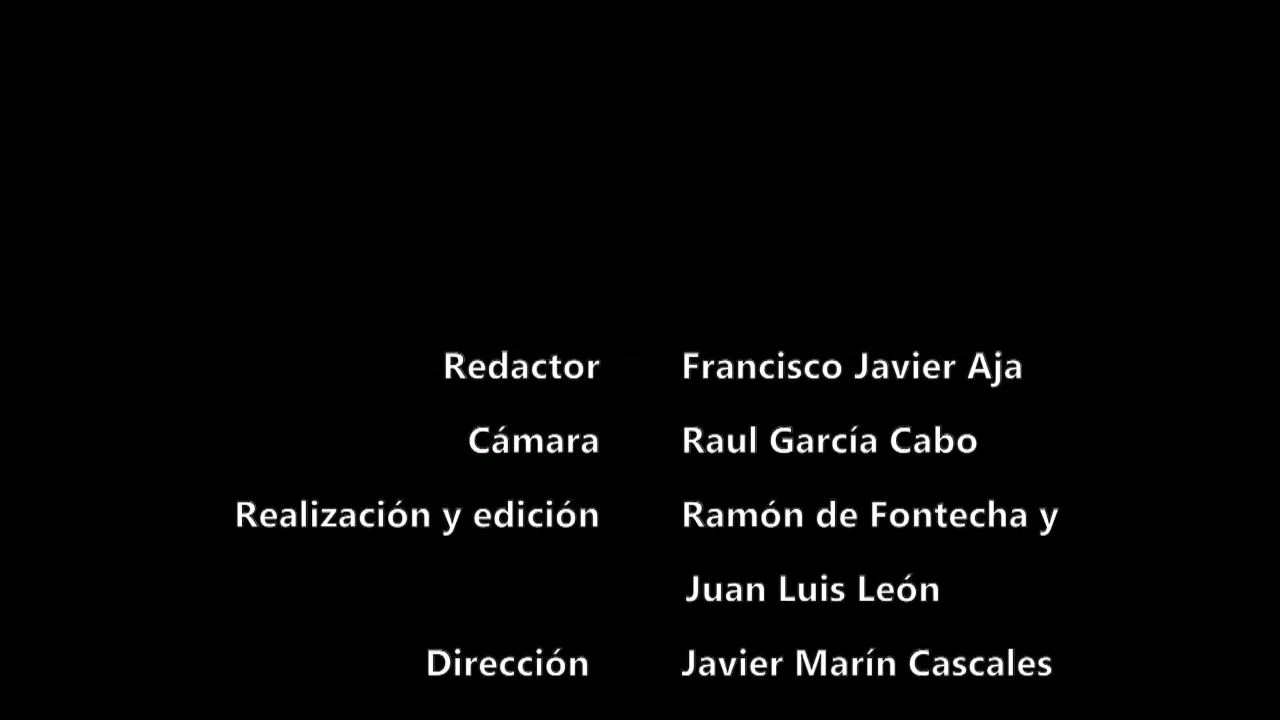 Redactor Francisco Javier Aja
Cámara Raul García Cabo
Realización y edición Ramón de Fontecha y
Juan Luis León
Dirección Javier Marín Cascales